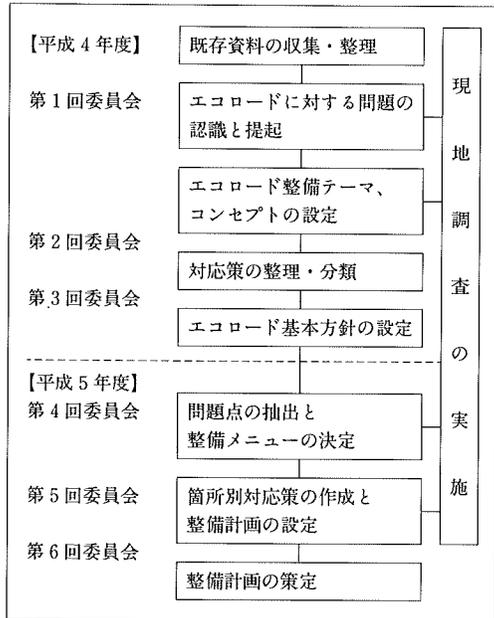 【平成4年度】
既存資料の収集・整理
第1回委員会
エコロードに対する問題の
認識と提起
エコロード整備テーマ、
コンセプトの設定
第2回委員会
対応策の整理・分類
第3回委員会
エコロード基本方針の設定
【平成5年度】
第4回委員会
問題点の抽出と
整備メニューの決定
第5回委員会
箇所別対応策の作成と
整備計画の設定
第6回委員会
整備計画の策定
現地調査の実施